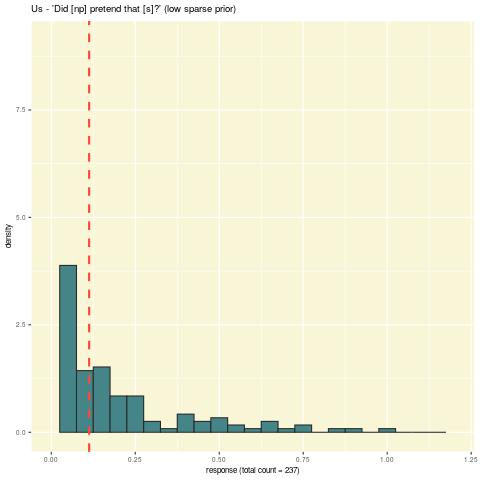 Us - 'Did [np] pretend that [s]?' (low sparse prior)
7.5
5.0
2.5
0.0
density
0.00 0.25 0.50 0.75 1.00 1.25
response (total count = 237)